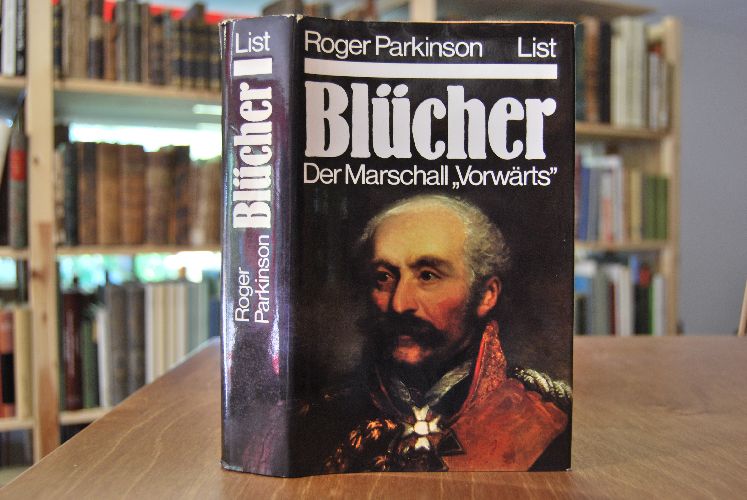 Roger Parkinson List
Blücher
Der Marschall „Vorwärts”
List
Blücher
Roger
Parkinson